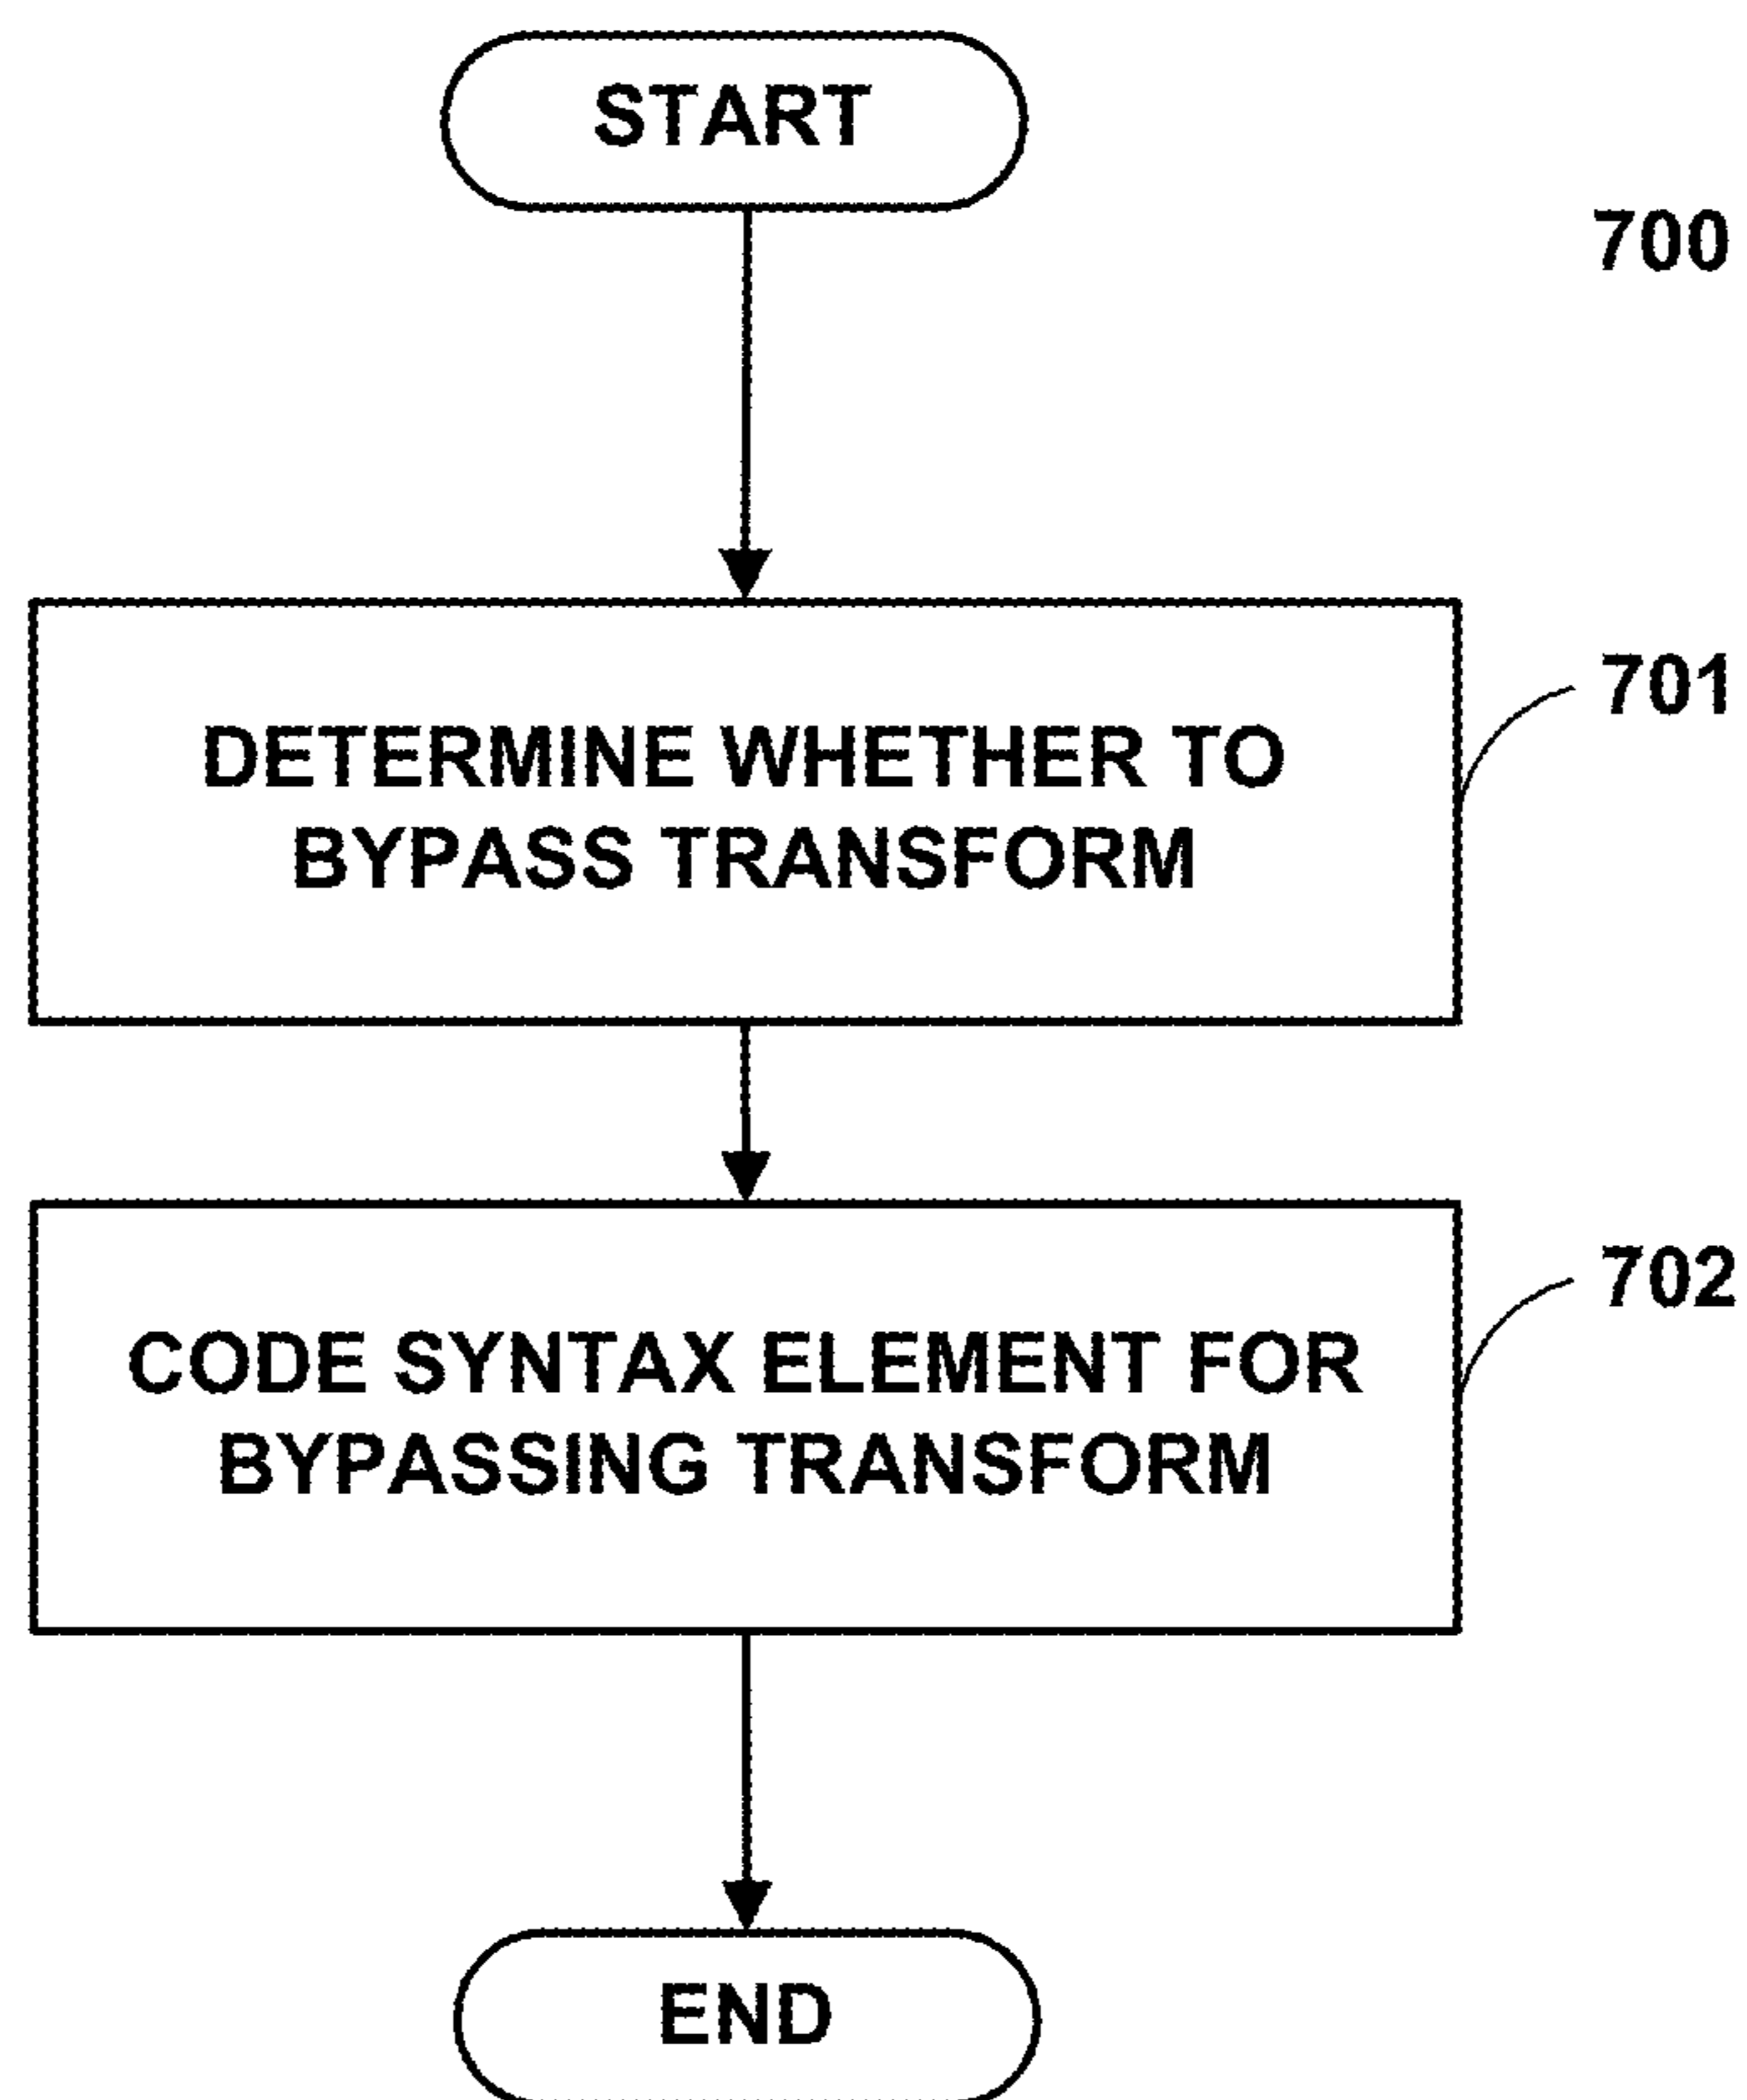 START
700
701
DETERMINE WHETHER TO
BYPASS TRANSFORM
702
CODE SYNTAX ELEMENT FOR
BYPASSING TRANSFORM
END